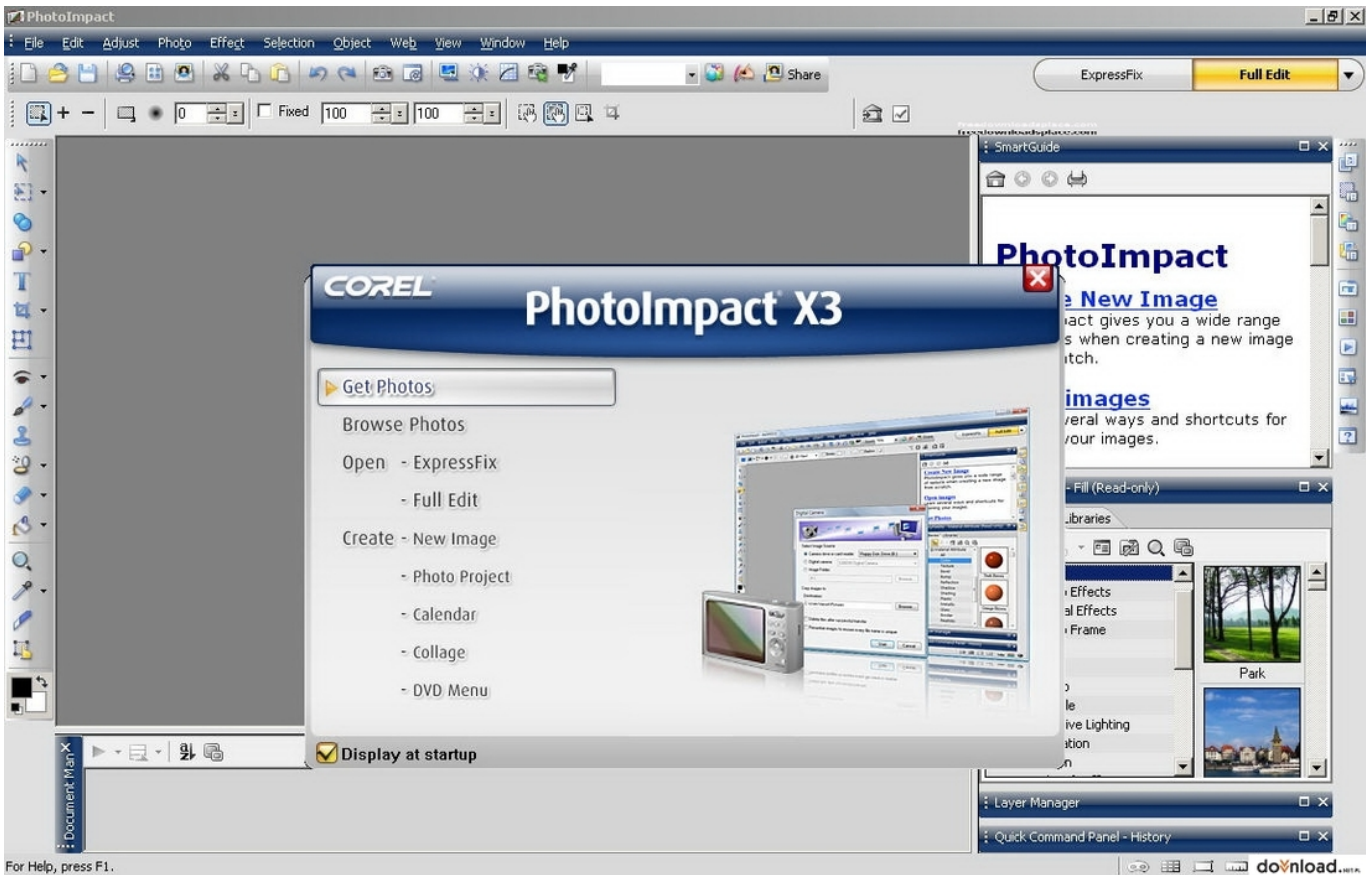 PhotoImpact
File Edit Adjust Photo Effect Selection Object Web View Window Help
Share
ExpressFix Full Edit
0 Fixed 100 100
freedownloadsplace.com
SmartGuide
PhotoImpact
New Image
act gives you a wide range
s when creating a new image
tch.
images
veral ways and shortcuts for
your images.
COREL
PhotoImpact X3
Get Photos
Browse Photos
Open - ExpressFix
- Full Edit
Create - New Image
- Photo Project
- Calendar
- Collage
- DVD Menu
Display at startup
- Fill (Read-only)
Libraries
Effects
al Effects
Frame
le
ive Lighting
ation
Park
Document Man
Layer Manager
Quick Command Panel - History
For Help, press F1.
download.